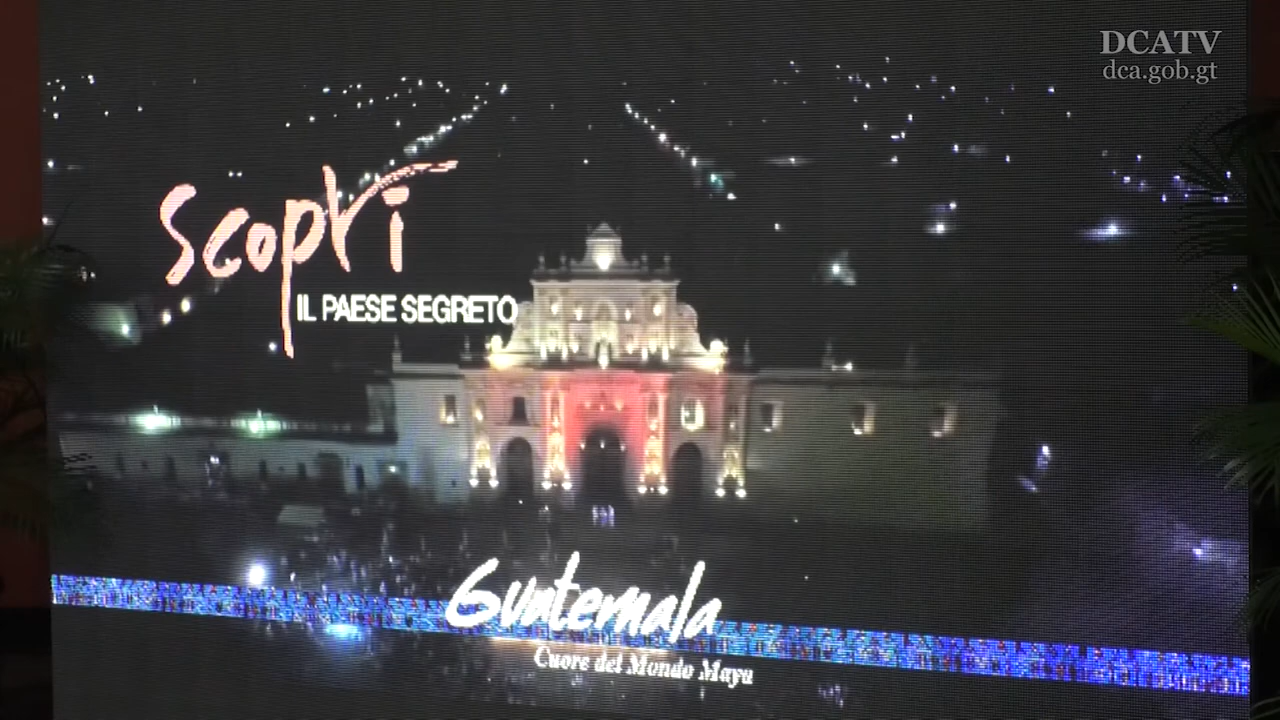 DCATV
dca.gob.gt
Scopri
IL PAESE SEGRETO
Guatemala
Cuore del Mondo Maya